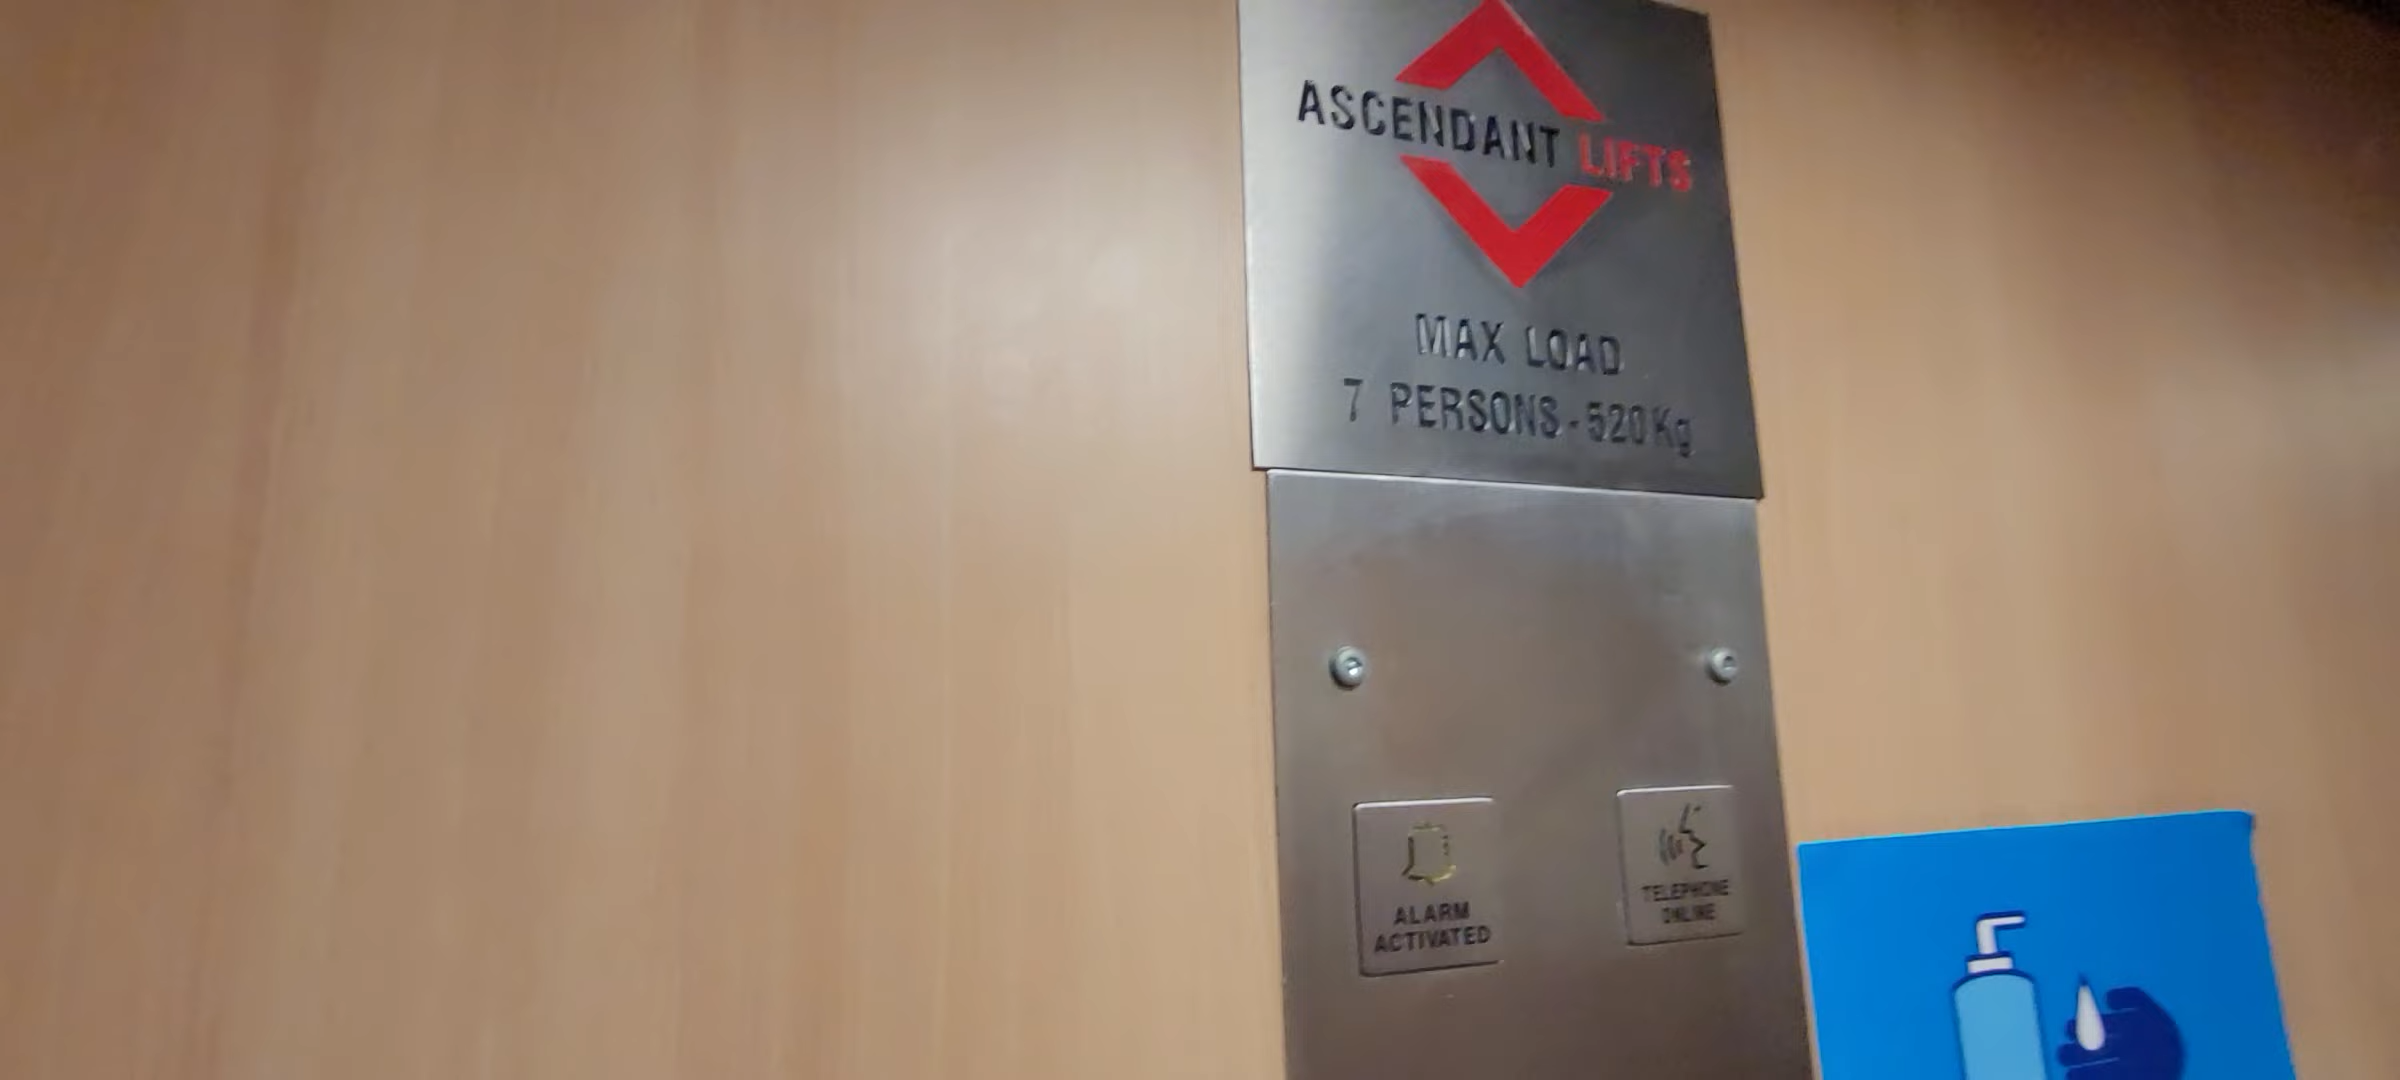 ASCENDANT LIFTS
MAX LOAD
7 PERSONS - 520Kg
ALARM
ACTIVATED
TELEPHONE
ONLINE